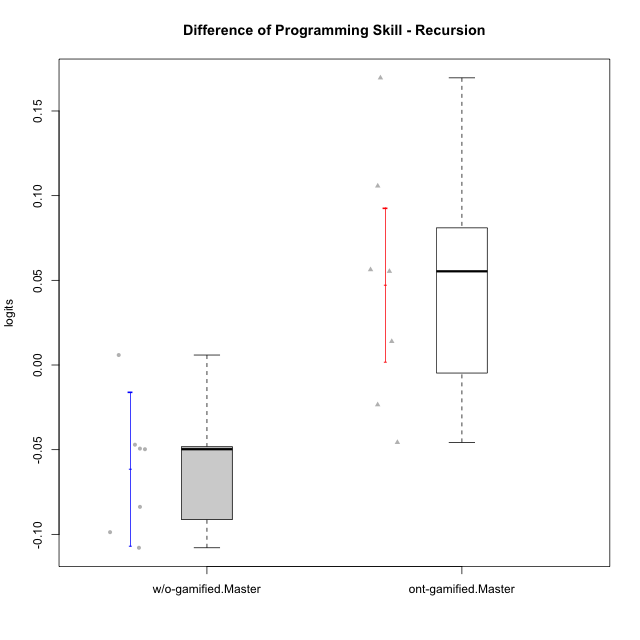 Difference of Programming Skill - Recursion
logits
0.15
0.10
0.05
0.00
-0.05
-0.10
w/o-gamified.Master
ont-gamified.Master